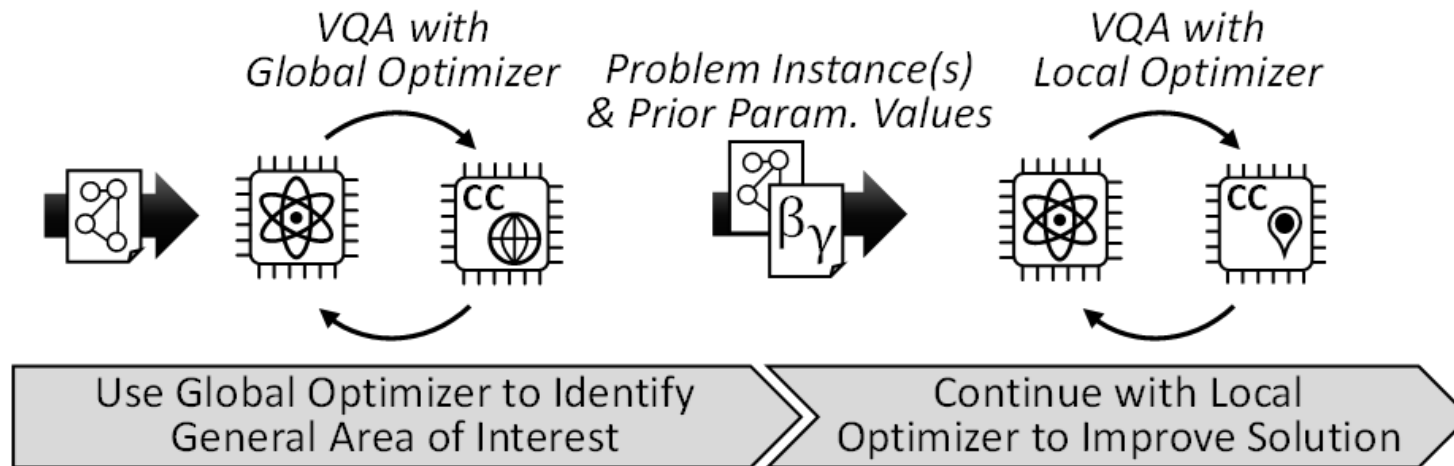 VQA with
Global Optimizer
Problem Instance(s)
& Prior Param. Values
VQA with
Local Optimizer
CC
β γ
CC
Use Global Optimizer to Identify
General Area of Interest
Continue with Local
Optimizer to Improve Solution